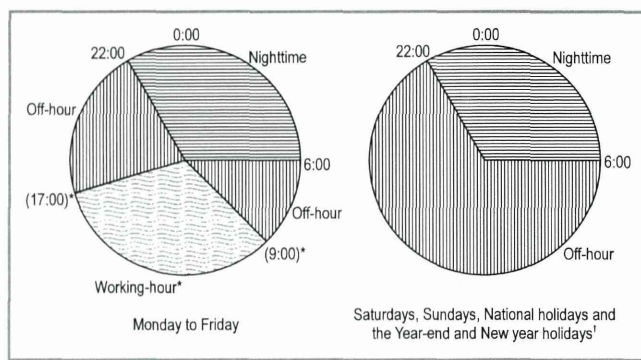 0:00
22:00
Nighttime
Off-hour
6:00
Off-hour
(17:00)*
(9:00)*
Working-hour*
Monday to Friday
0:00
22:00
Nighttime
6:00
Off-hour
Saturdays, Sundays, National holidays and
the Year-end and New year holidays†